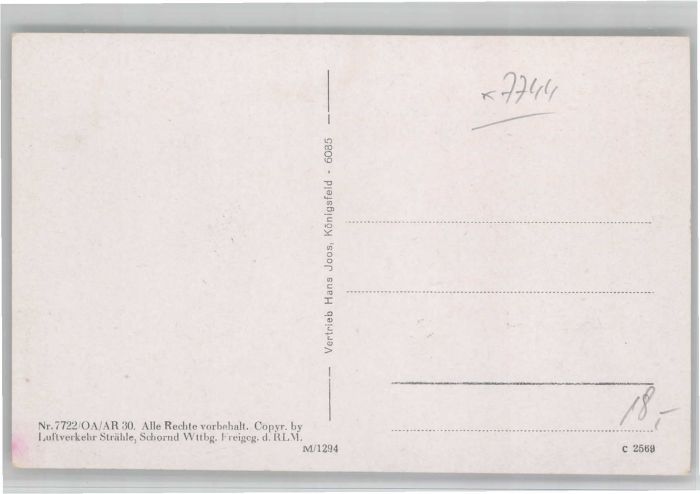 *7744
Vertrieb Hans Joos, Königsfeld - 6085
18,-
Nr. 7722/OA/AR 30. Alle Rechte vorbehalt. Copyr. by
Luftverkehr Strähle, Schornd Wttbg. Freigeg. d. RLM.
M/1294
C 2569